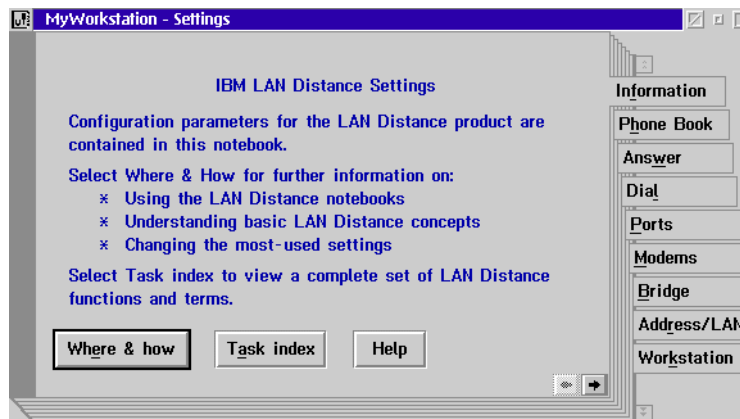 MyWorkstation - Settings
IBM LAN Distance Settings
Configuration parameters for the LAN Distance product are
contained in this notebook.
Select Where & How for further information on:
* Using the LAN Distance notebooks
* Understanding basic LAN Distance concepts
* Changing the most-used settings
Select Task index to view a complete set of LAN Distance
functions and terms.
Where & how
Task index
Help
Information
Phone Book
Answer
Dial
Ports
Modems
Bridge
Address/LAN
Workstation